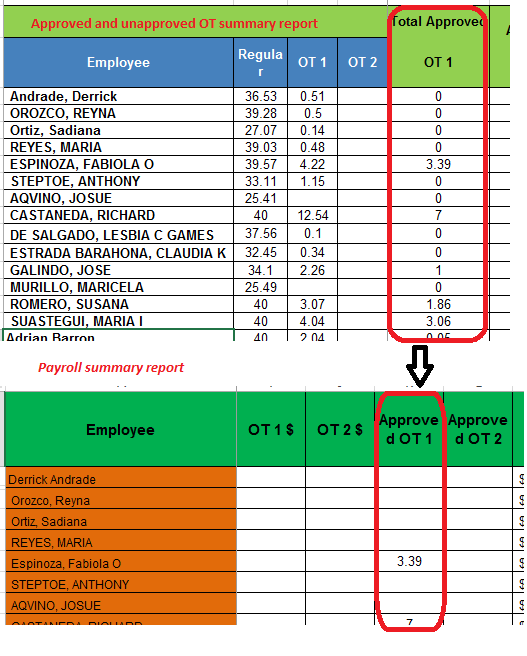 Approved and unapproved OT summary report
Total Approved
Employee Regula
r OT 1 OT 2 OT 1
Andrade, Derrick 36.53 0.51 0
OROZCO, REYNA 39.28 0.5 0
Ortiz, Sadiana 27.07 0.14 0
REYES, MARIA 39.03 0.48 0
ESPINOZA, FABIOLA O 39.57 4.22 3.39
STEPTOE, ANTHONY 33.11 1.15 0
AQVINO, JOSUE 25.41 0
CASTANEDA, RICHARD 40 12.54 7
DE SALGADO, LESBIA C GAMES 37.56 0.1 0
ESTRADA BARAHONA, CLAUDIA K 32.45 0.34 0
GALINDO, JOSE 34.1 2.26 1
MURILLO, MARICELA 25.49 0
ROMERO, SUSANA 40 3.07 1.86
SUASTEGUI, MARIA I 40 4.04 3.06
Adrian Barron 40 2.04 0.05
Payroll summary report
Employee OT 1 $ OT 2 $ Approve
d OT 1 Approve
d OT 2
Derrick Andrade $
Orozco, Reyna $
Ortiz, Sadiana $
REYES, MARIA $
Espinoza, Fabiola O 3.39 $
STEPTOE, ANTHONY $
AQVINO, JOSUE $
CASTANEDA, RICHARD 7 $